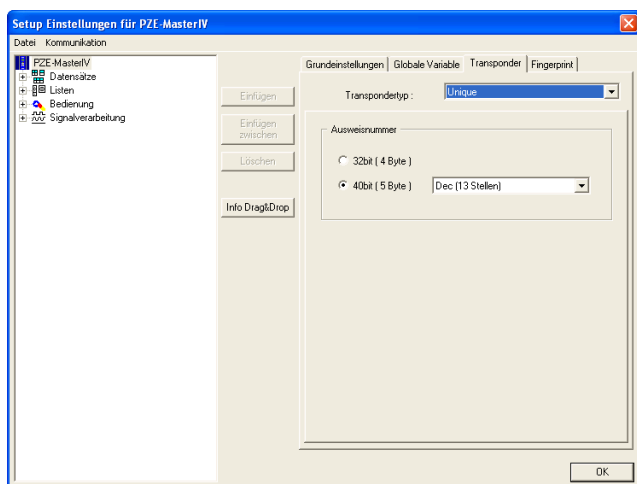 Setup Einstellungen für PZE-MasterIV
Datei Kommunikation
PZE-MasterIV
Datensätze
Listen
Bedienung
Signalverarbeitung
Einfügen
Einfügen
zwischen
Löschen
Info Drag&Drop
Grundeinstellungen Globale Variable Transponder Fingerprint
Transpondertyp : Unique
Ausweisnummer
32bit ( 4 Byte )
40bit ( 5 Byte ) Dec (13 Stellen)
OK